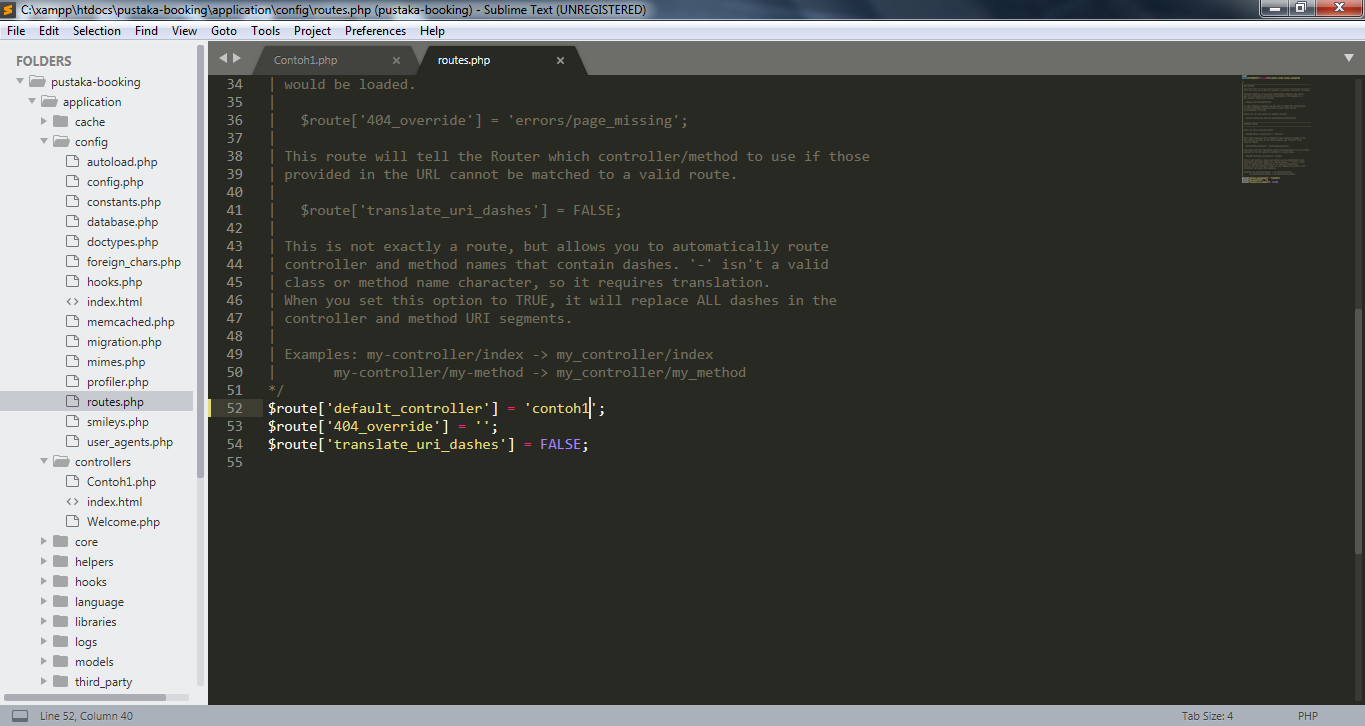 C:\xampp\htdocs\pustaka-booking\application\config\routes.php (pustaka-booking) - Sublime Text (UNREGISTERED)
File Edit Selection Find View Goto Tools Project Preferences Help
FOLDERS
pustaka-booking
application
cache
config
autoload.php
config.php
constants.php
database.php
doctypes.php
foreign_chars.php
hooks.php
index.html
memcached.php
migration.php
mimes.php
profiler.php
routes.php
smileys.php
user_agents.php
controllers
Contoh1.php
index.html
Welcome.php
core
helpers
hooks
language
libraries
logs
models
third_party
Contoh1.php × routes.php ×
34 | would be loaded.
35 |
36 |   $route['404_override'] = 'errors/page_missing';
37 |
38 | This route will tell the Router which controller/method to use if those
39 | provided in the URL cannot be matched to a valid route.
40 |
41 |   $route['translate_uri_dashes'] = FALSE;
42 |
43 | This is not exactly a route, but allows you to automatically route
44 | controller and method names that contain dashes. '-' isn't a valid
45 | class or method name character, so it requires translation.
46 | When you set this option to TRUE, it will replace ALL dashes in the
47 | controller and method URI segments.
48 |
49 | Examples: my-controller/index -> my_controller/index
50 |       my-controller/my-method -> my_controller/my_method
51 */
52 $route['default_controller'] = 'contoh1';
53 $route['404_override'] = '';
54 $route['translate_uri_dashes'] = FALSE;
55
Line 52, Column 40 Tab Size: 4 PHP